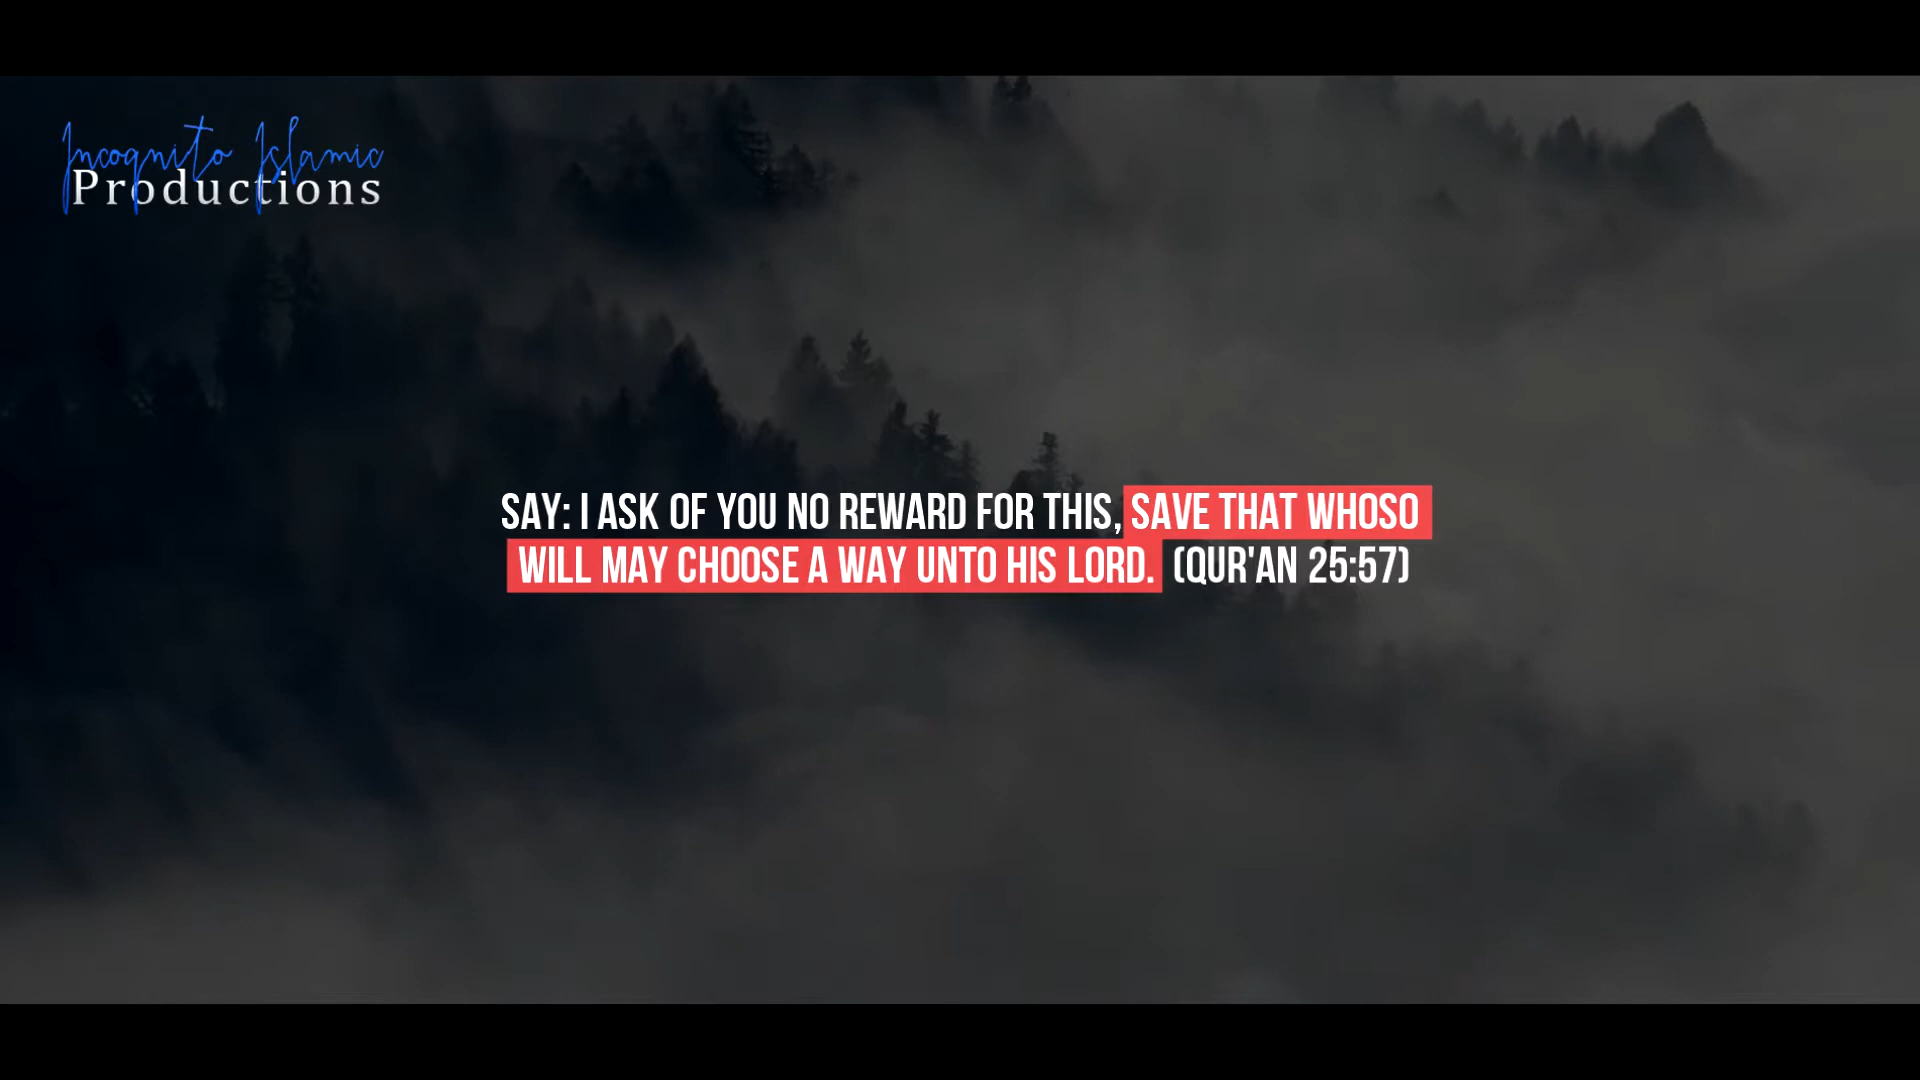 Incognito Islamic
Productions
SAY: I ASK OF YOU NO REWARD FOR THIS, SAVE THAT WHOSO
WILL MAY CHOOSE A WAY UNTO HIS LORD. (QUR'AN 25:57)